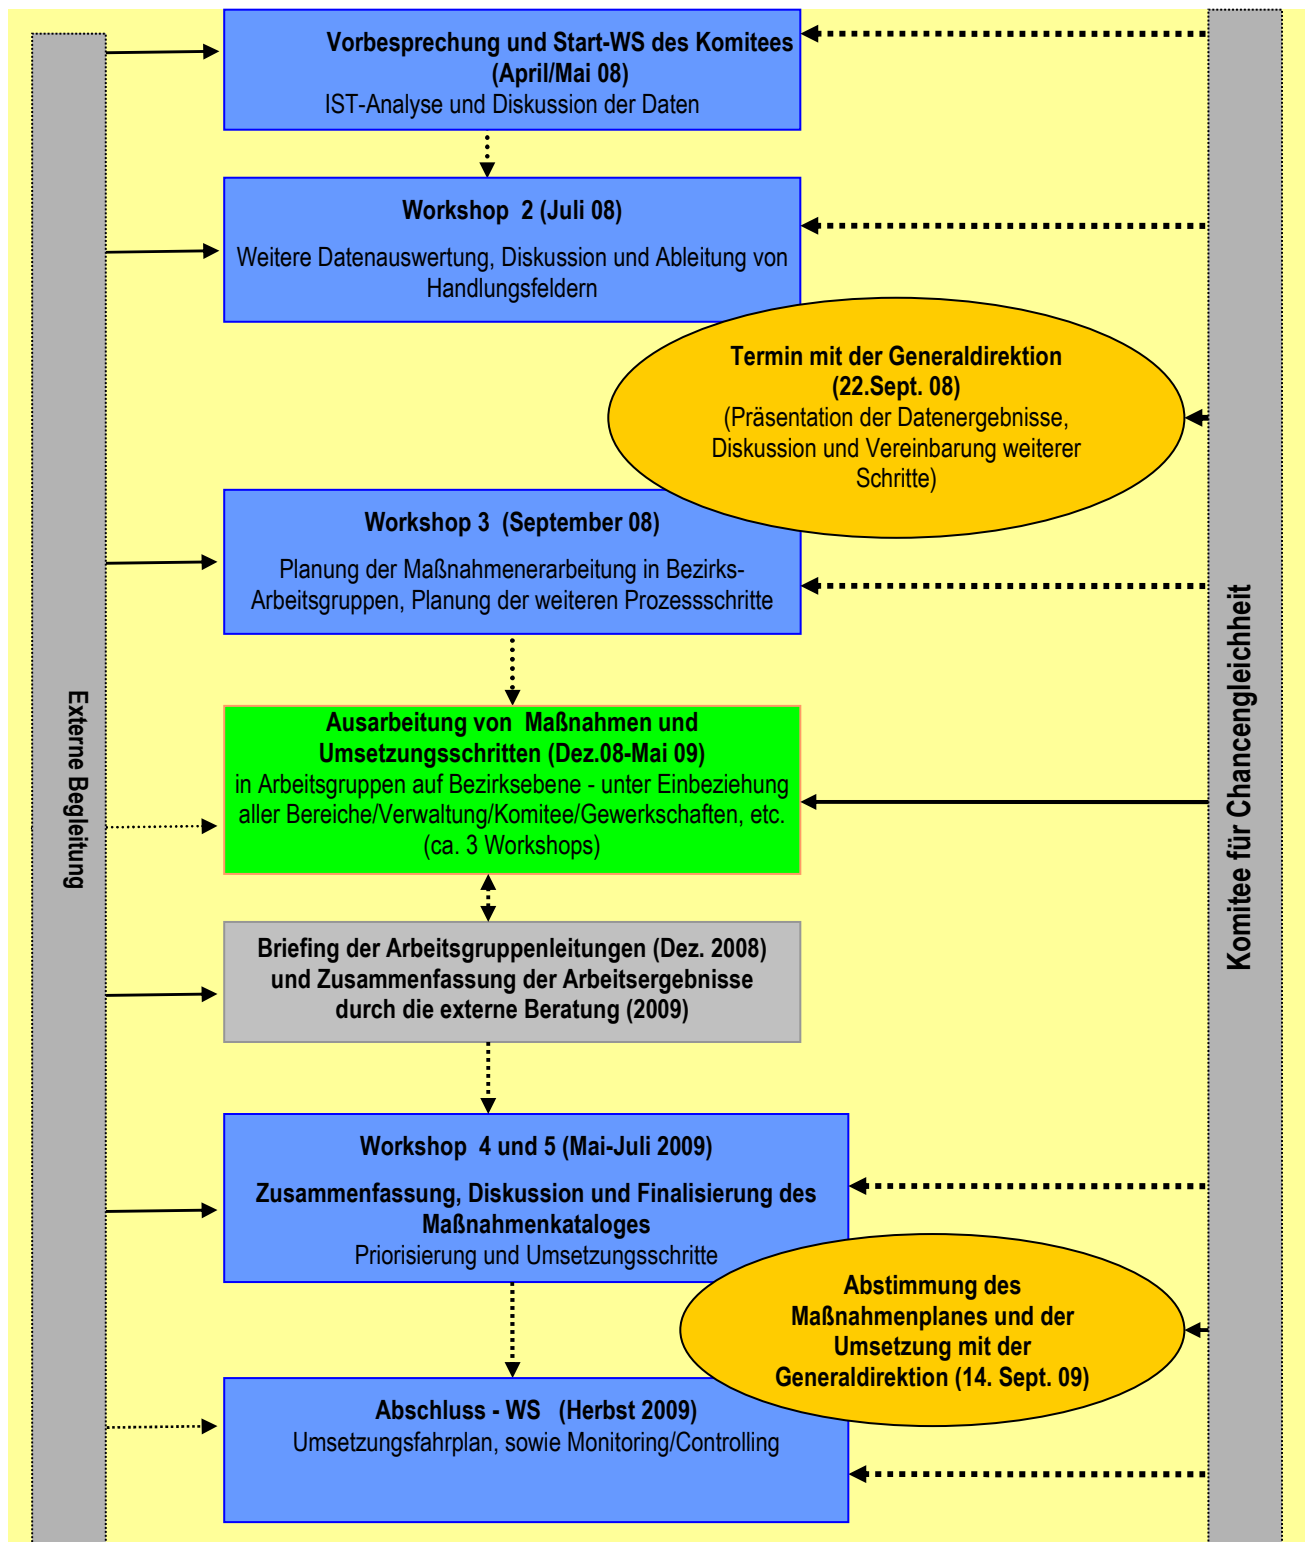 Vorbesprechung und Start-WS des Komitees
(April/Mai 08)
IST-Analyse und Diskussion der Daten
Workshop 2 (Juli 08)
Weitere Datenauswertung, Diskussion und Ableitung von
Handlungsfeldern
Termin mit der Generaldirektion
(22.Sept. 08)
(Präsentation der Datenergebnisse,
Diskussion und Vereinbarung weiterer
Schritte)
Workshop 3 (September 08)
Planung der Maßnahmenerarbeitung in Bezirks-
Arbeitsgruppen, Planung der weiteren Prozessschritte
Externe Begleitung
Komitee für Chancengleichheit
Ausarbeitung von Maßnahmen und
Umsetzungsschritten (Dez.08-Mai 09)
in Arbeitsgruppen auf Bezirksebene - unter Einbeziehung
aller Bereiche/Verwaltung/Komitee/Gewerkschaften, etc.
(ca. 3 Workshops)
Briefing der Arbeitsgruppenleitungen (Dez. 2008)
und Zusammenfassung der Arbeitsergebnisse
durch die externe Beratung (2009)
Workshop 4 und 5 (Mai-Juli 2009)
Zusammenfassung, Diskussion und Finalisierung des
Maßnahmenkataloges
Priorisierung und Umsetzungsschritte
Abstimmung des
Maßnahmenplanes und der
Umsetzung mit der
Generaldirektion (14. Sept. 09)
Abschluss - WS (Herbst 2009)
Umsetzungsfahrplan, sowie Monitoring/Controlling